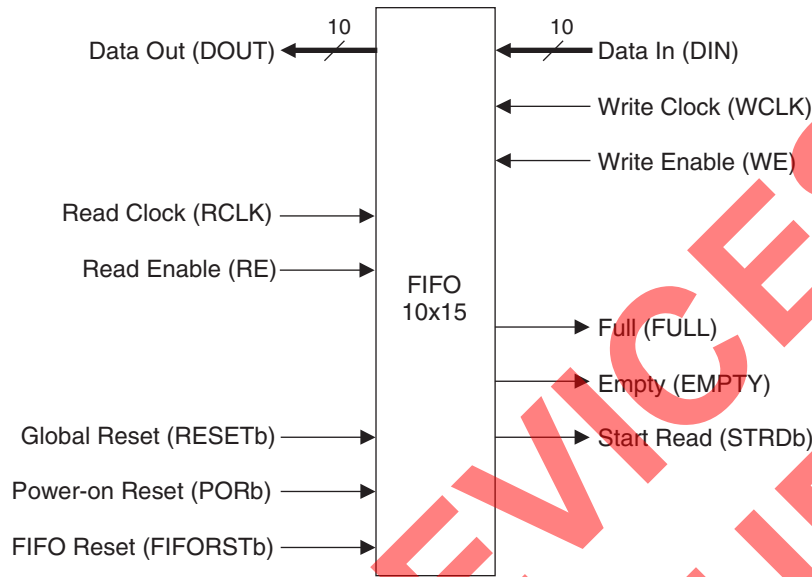 10
10
Data Out (DOUT)
Data In (DIN)
Write Clock (WCLK)
Write Enable (WE)
Read Clock (RCLK)
Read Enable (RE)
FIFO
10x15
Full (FULL)
Empty (EMPTY)
Start Read (STRDb)
Global Reset (RESETb)
Power-on Reset (PORb)
FIFO Reset (FIFORSTb)